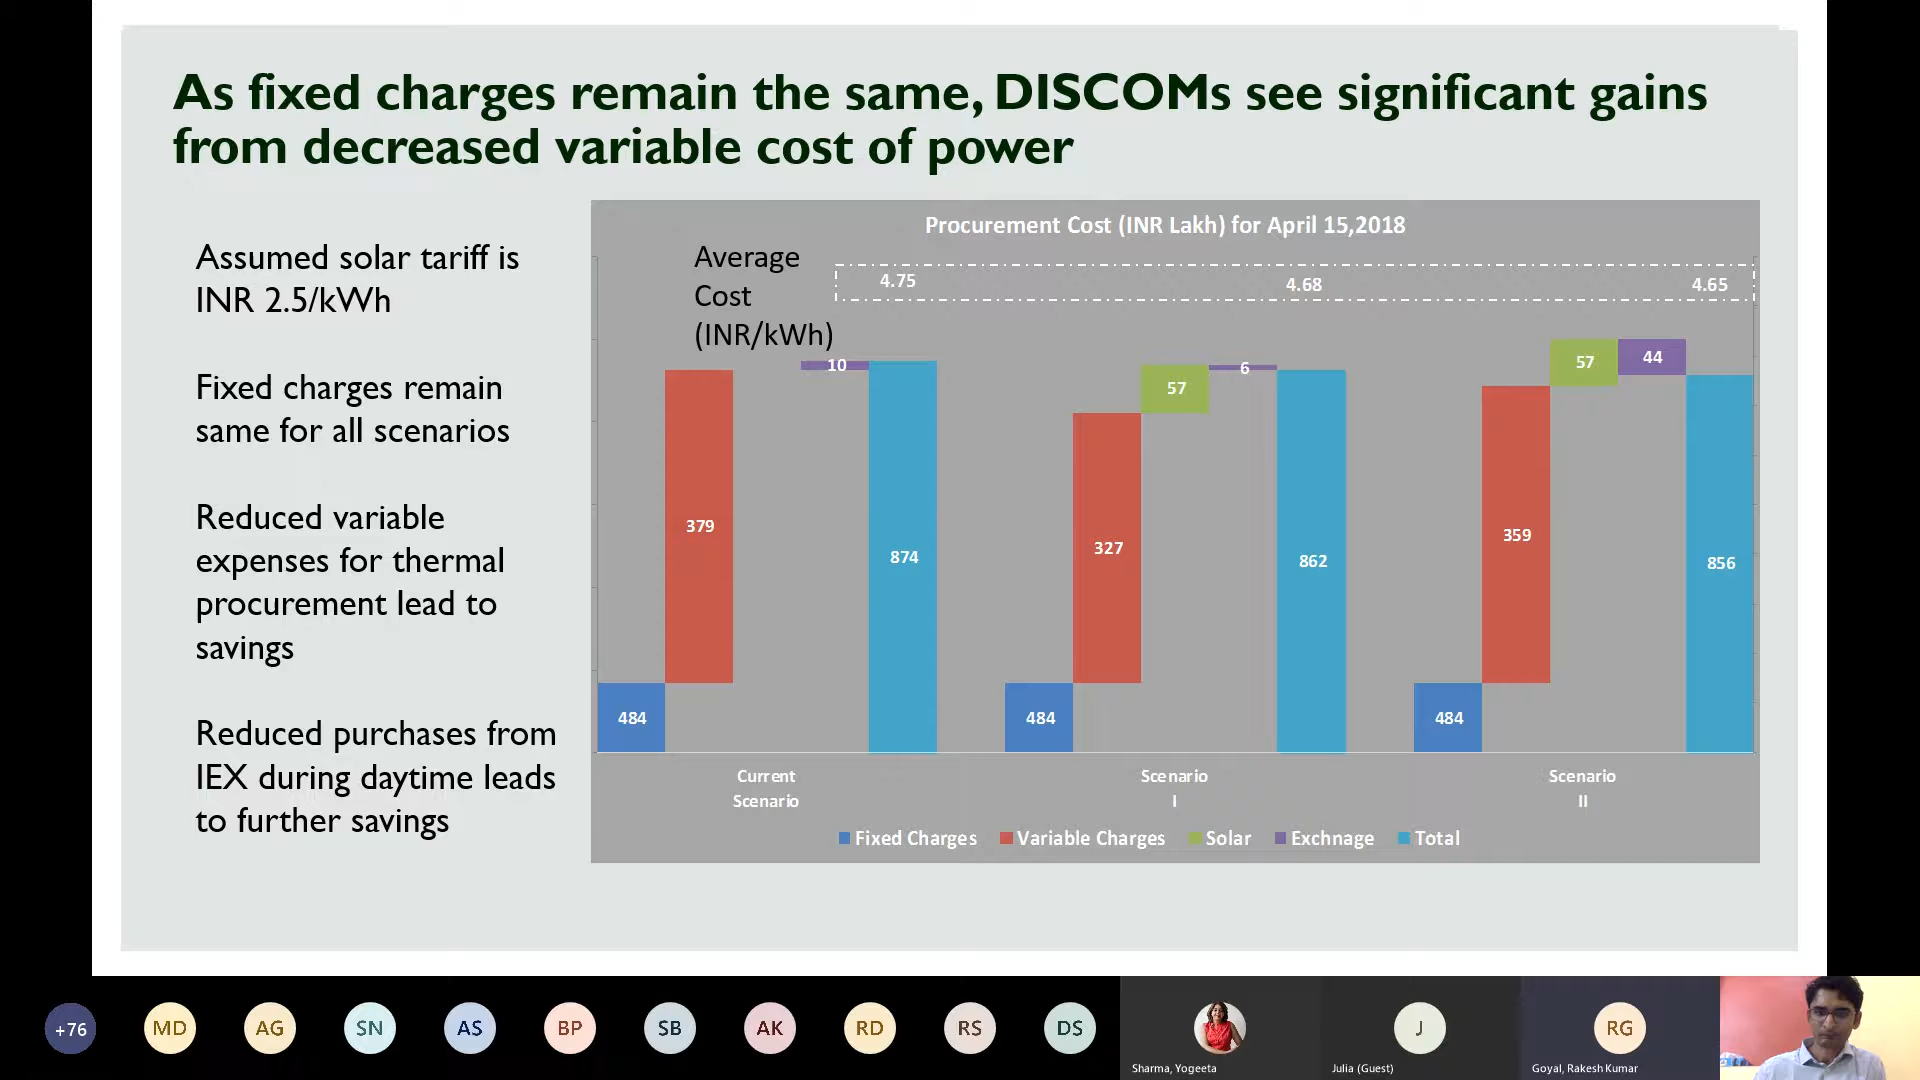 As fixed charges remain the same, DISCOMs see significant gains
from decreased variable cost of power
Assumed solar tariff is
INR 2.5/kWh
Fixed charges remain
same for all scenarios
Reduced variable
expenses for thermal
procurement lead to
savings
Reduced purchases from
IEX during daytime leads
to further savings
Procurement Cost (INR Lakh) for April 15,2018
Average
Cost
(INR/kWh)
4.75 4.68 4.65
484 379 10 874
484 327 57 6 862
484 359 57 44 856
Current
Scenario
Scenario
I
Scenario
II
Fixed Charges Variable Charges Solar Exchnage Total
+76 MD AG SN AS BP SB AK RD RS DS J RG
Sharma, Yogeeta Julia (Guest) Goyal, Rakesh Kumar